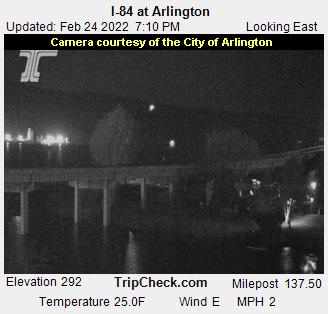 I-84 at Arlington
Updated: Feb 24 2022 7:10 PM Looking East
Camera courtesy of the City of Arlington
Elevation 292 TripCheck.com Milepost 137.50
Temperature 25.0F Wind E MPH 2